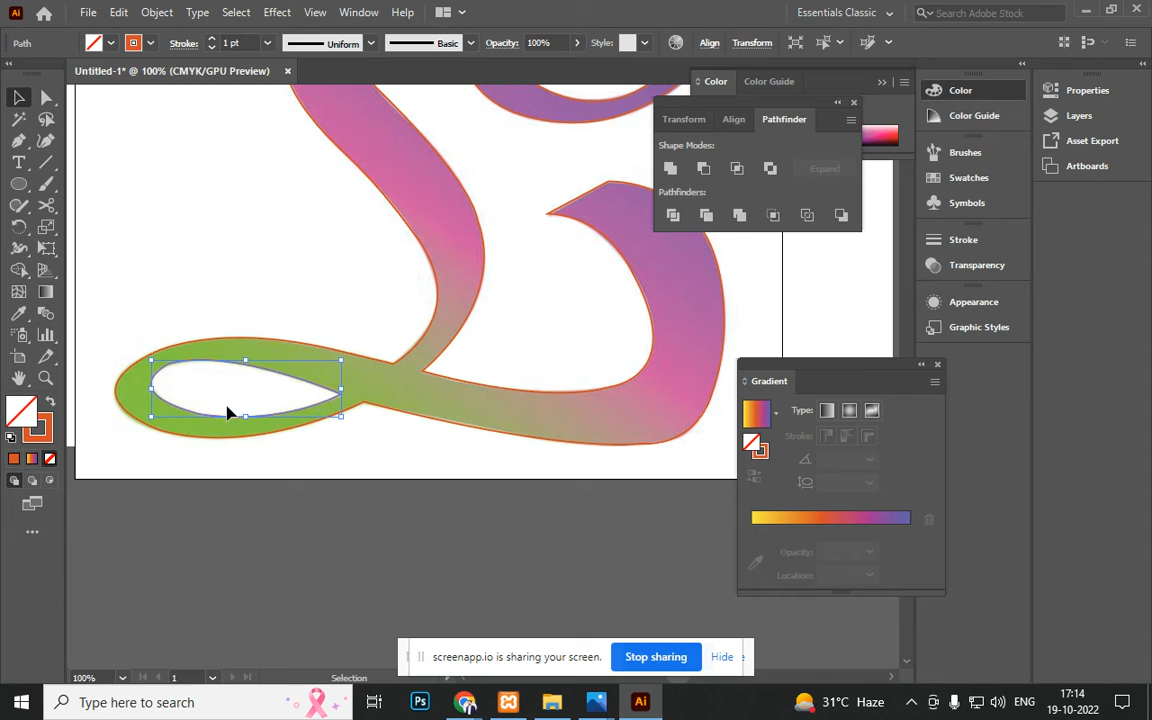 Ai File Edit Object Type Select Effect View Window Help Essentials Classic Search Adobe Stock
Path Stroke: 1 pt Uniform Basic Opacity: 100% Style: Align Transform
Untitled-1* @ 100% (CMYK/GPU Preview)
Color Color Guide
Transform Align Pathfinder
Shape Modes:
Expand
Pathfinders:
Color
Color Guide
Brushes
Swatches
Symbols
Stroke
Transparency
Appearance
Graphic Styles
Properties
Layers
Asset Export
Artboards
Gradient
Type:
Stroke:
Opacity:
Location:
screenapp.io is sharing your screen. Stop sharing Hide
100% 1 Selection
Type here to search Ps Ai 31°C Haze ENG 17:14
19-10-2022